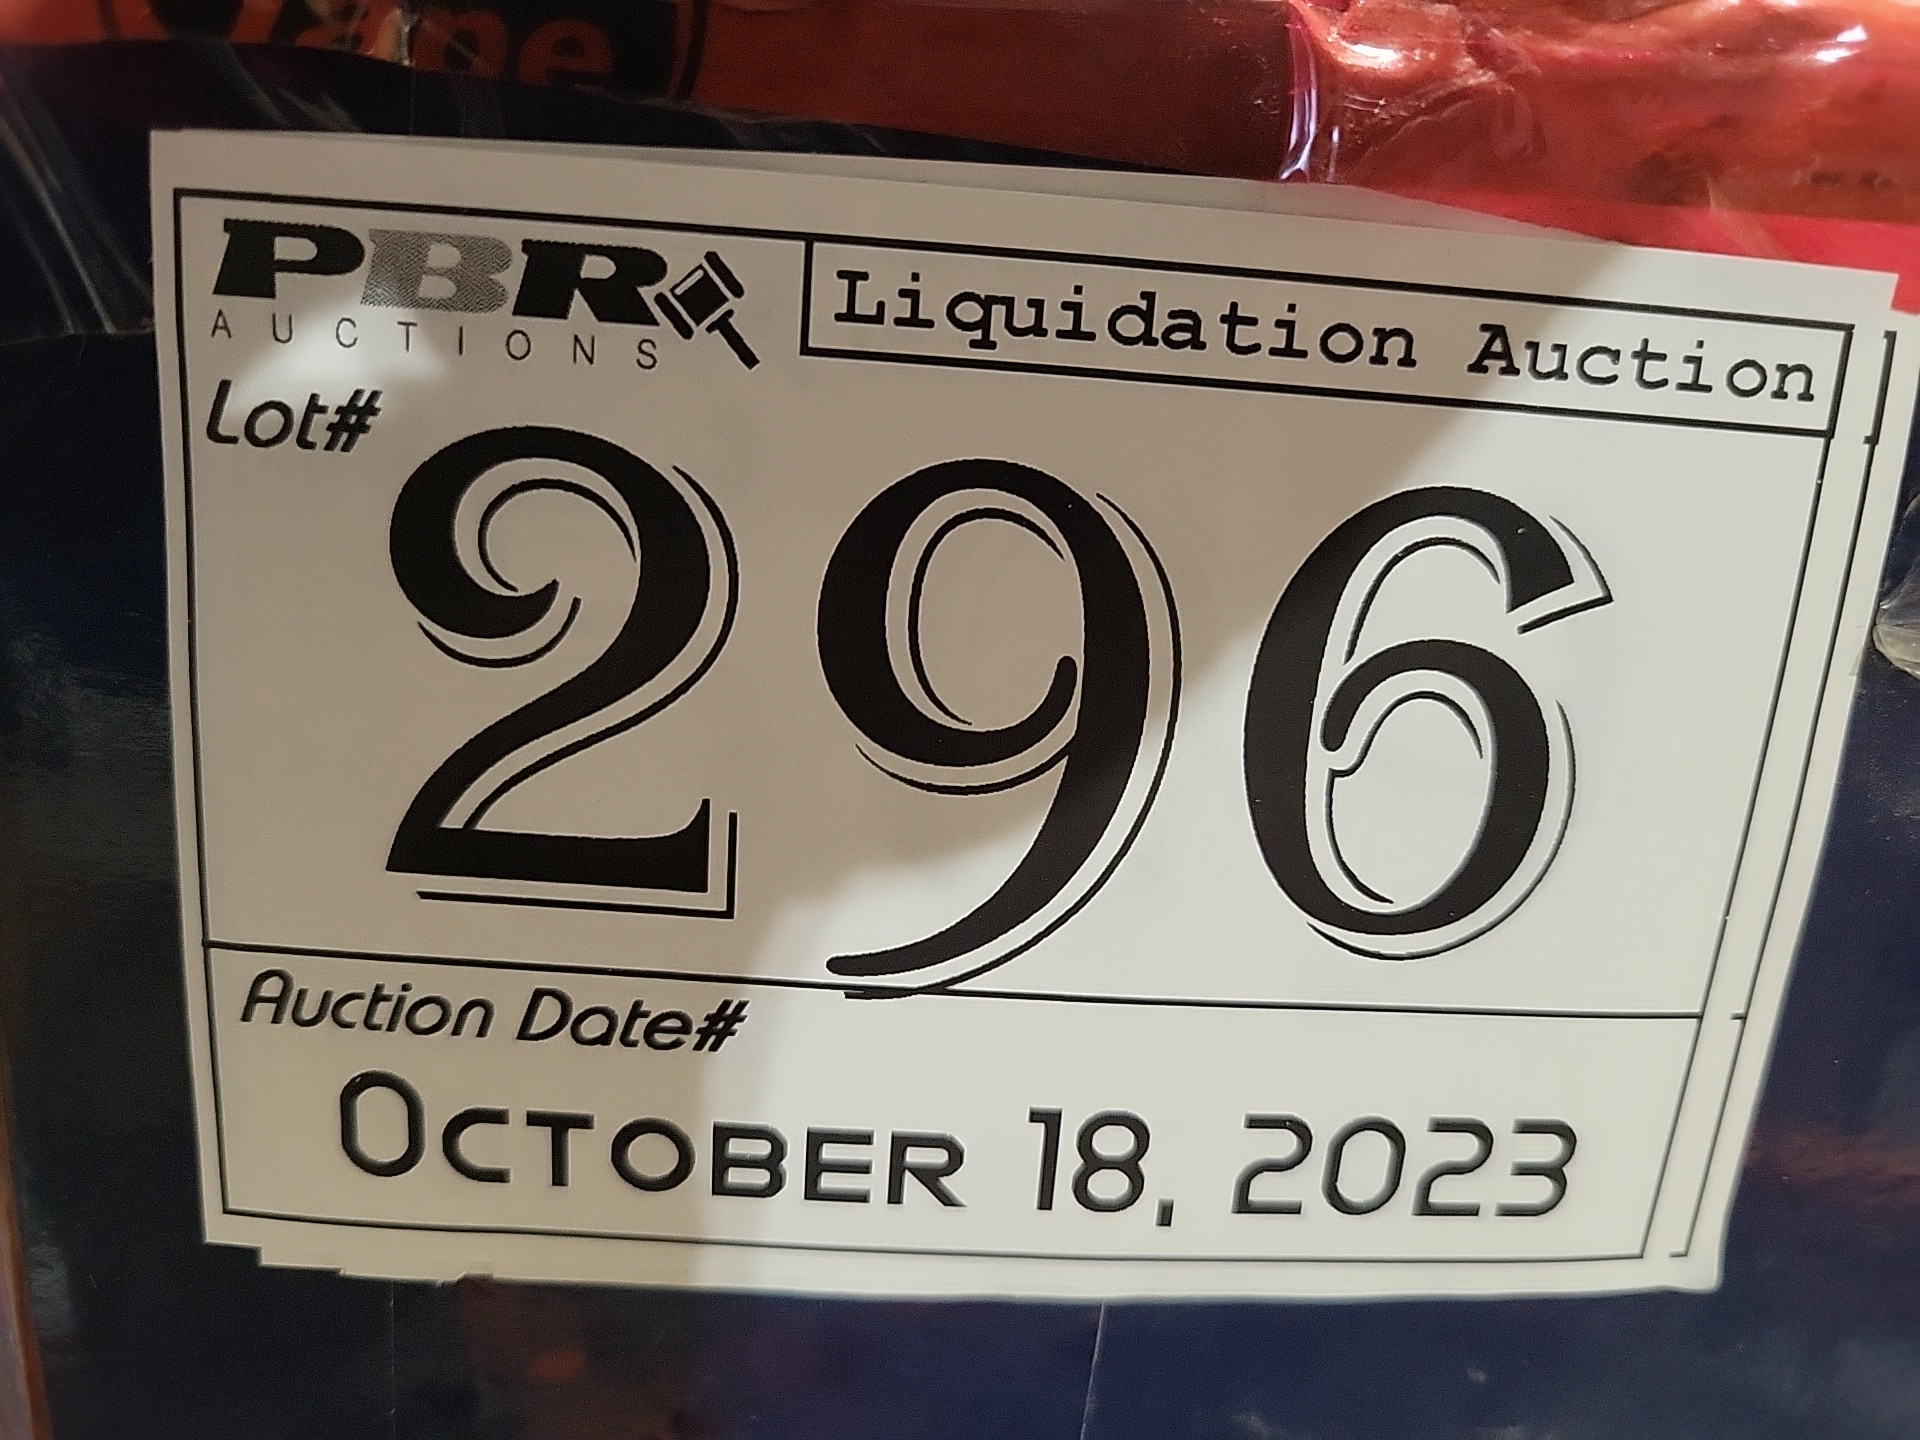 PBR
AUCTIONS
Liquidation Auction
Lot#
296
Auction Date#
October 18, 2023